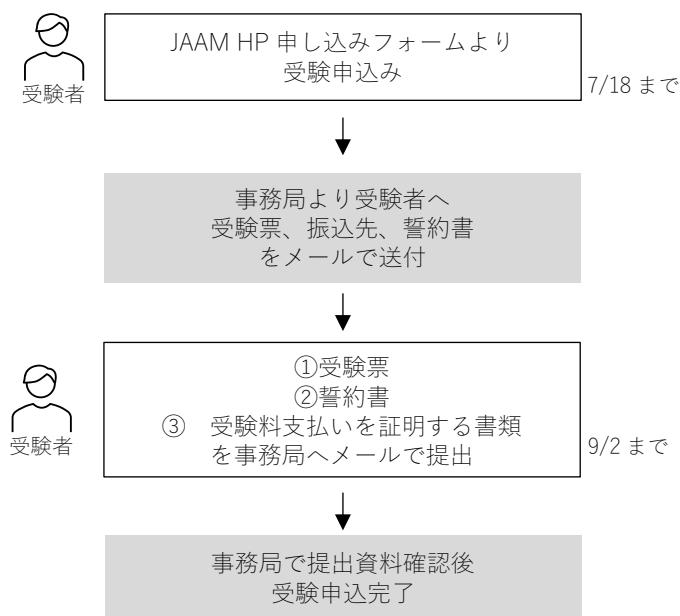 JAAM HP 申し込みフォームより
受験申込み
受験者
7/18 まで
事務局より受験者へ
受験票、振込先、誓約書
をメールで送付
①受験票
②誓約書
③ 受験料支払いを証明する書類
を事務局へメールで提出
受験者
9/2 まで
事務局で提出資料確認後
受験申込完了